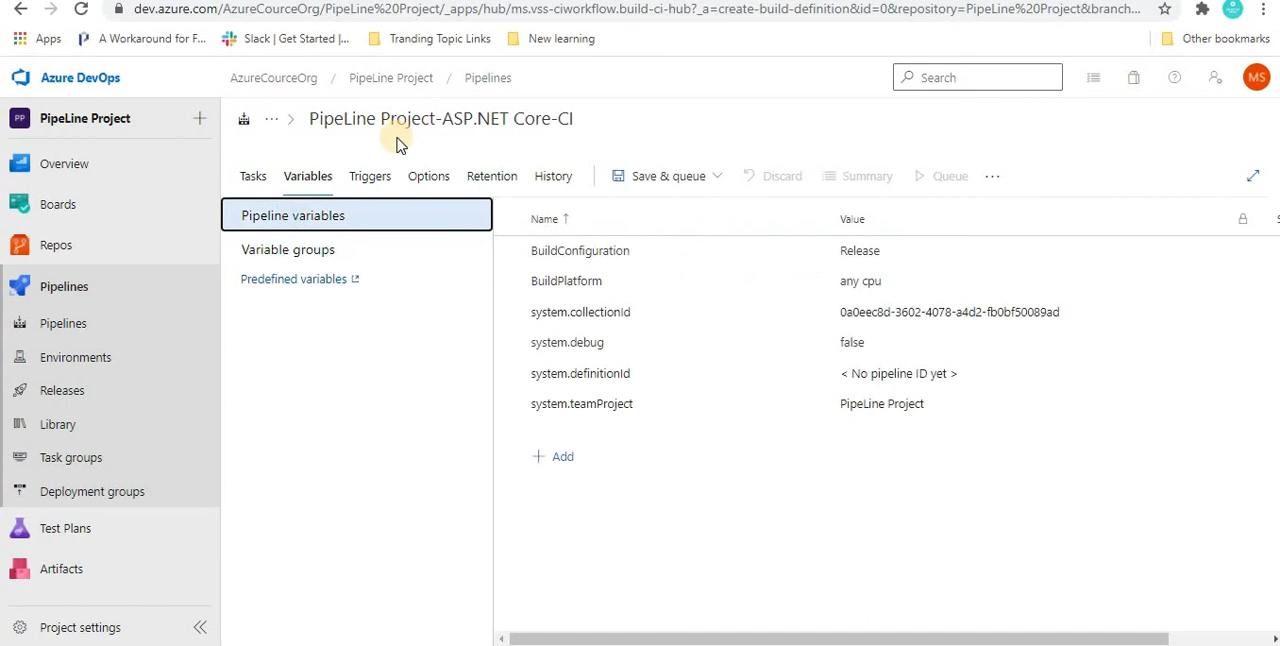 dev.azure.com/AzureCourceOrg/PipeLine%20Project/_apps/hub/ms.vss-ciworkflow.build-ci-hub?_a=create-build-definition&id=0&repository=PipeLine%20Project&branch...
Apps A Workaround for F... Slack | Get Started |... Tranding Topic Links New learning Other bookmarks
Azure DevOps AzureCourceOrg / PipeLine Project / Pipelines Search MS
PP PipeLine Project
PipeLine Project-ASP.NET Core-CI
Overview
Boards
Repos
Pipelines
Pipelines
Environments
Releases
Library
Task groups
Deployment groups
Test Plans
Artifacts
Project settings
Tasks Variables Triggers Options Retention History Save & queue Discard Summary Queue ...
Pipeline variables
Variable groups
Predefined variables
Name Value
BuildConfiguration Release
BuildPlatform any cpu
system.collectionId 0a0eec8d-3602-4078-a4d2-fb0bf50089ad
system.debug false
system.definitionId < No pipeline ID yet >
system.teamProject PipeLine Project
Add